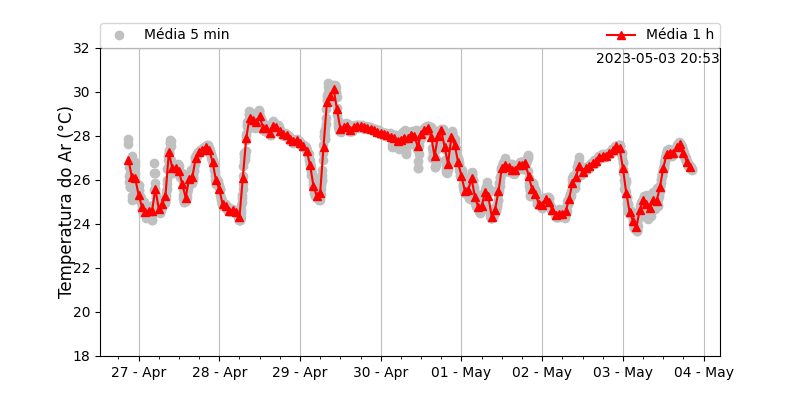 Média 5 min
Média 1 h
2023-05-03 20:53
Temperatura do Ar (°C)
32
30
28
26
24
22
20
18
27 - Apr
28 - Apr
29 - Apr
30 - Apr
01 - May
02 - May
03 - May
04 - May